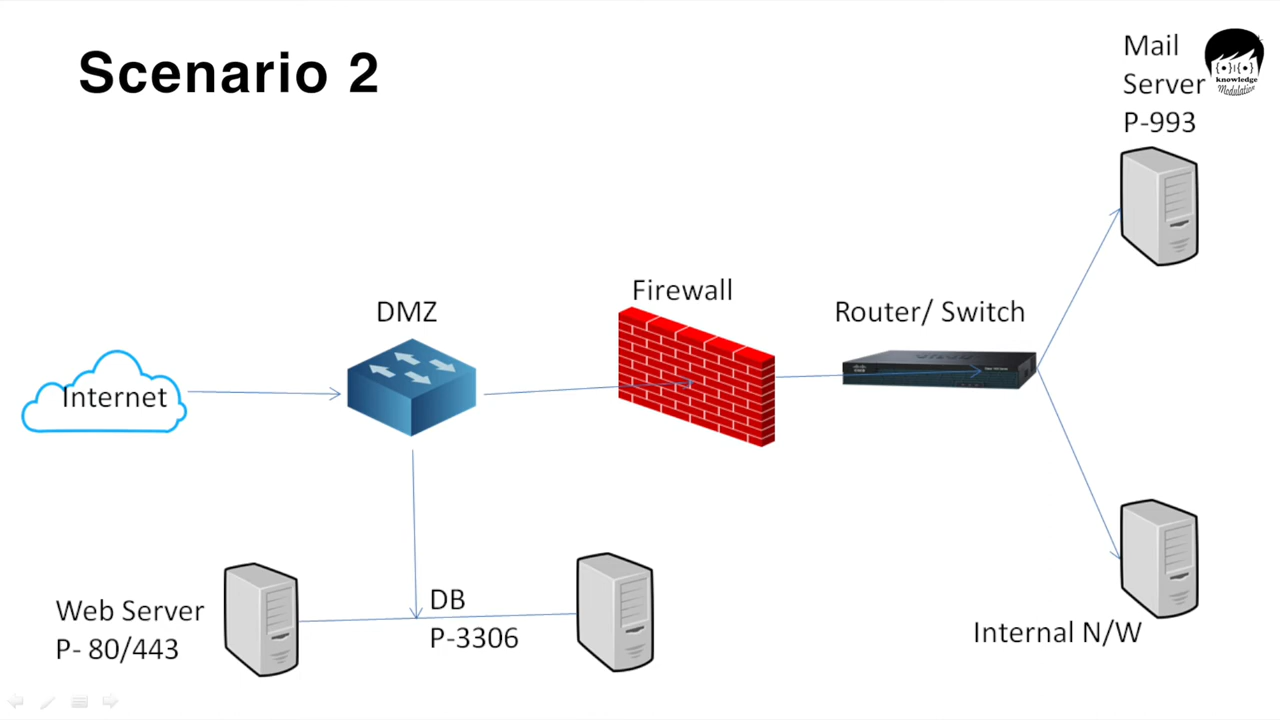 Scenario 2
Mail
Server
P-993
knowledge
Modulation
Firewall
DMZ
Router/ Switch
Internet
DB
P-3306
Web Server
P- 80/443
Internal N/W